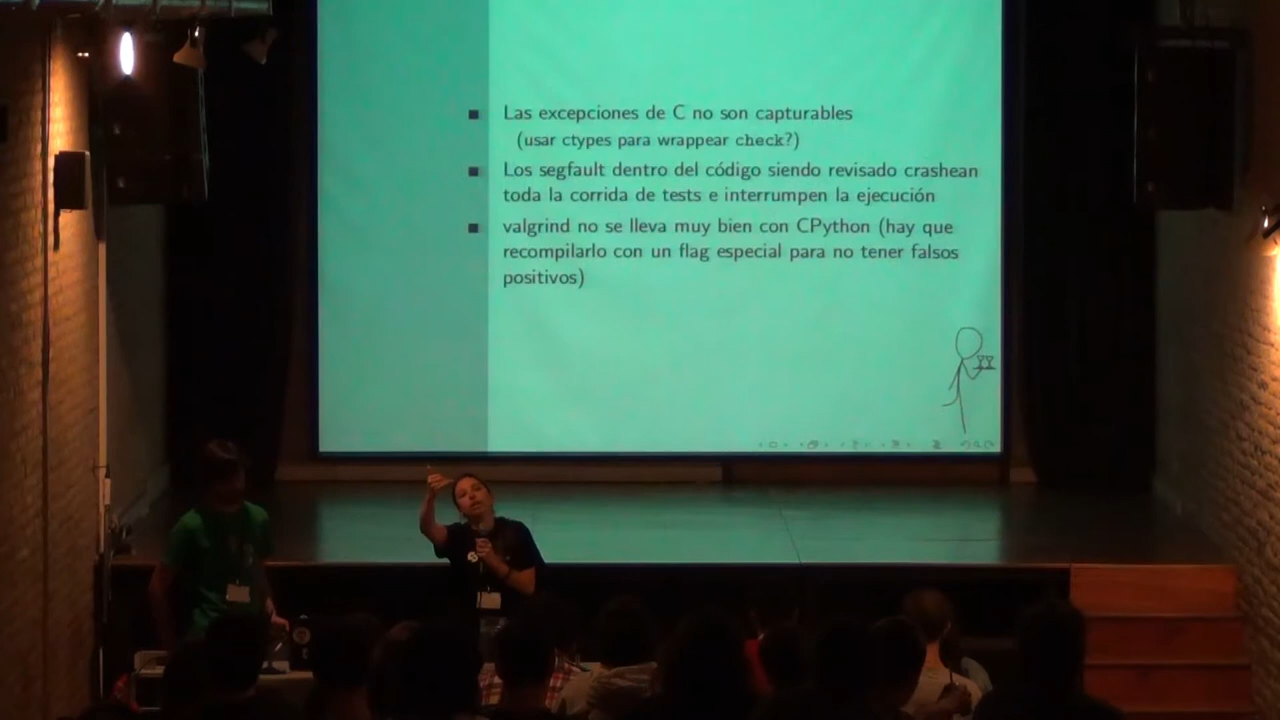 Las excepciones de C no son capturables
(usar ctypes para wrappear check?)
Los segfault dentro del código siendo revisado crashean
toda la corrida de tests e interrumpen la ejecución
valgrind no se lleva muy bien con CPython (hay que
recompilarlo con un flag especial para no tener falsos
positivos)